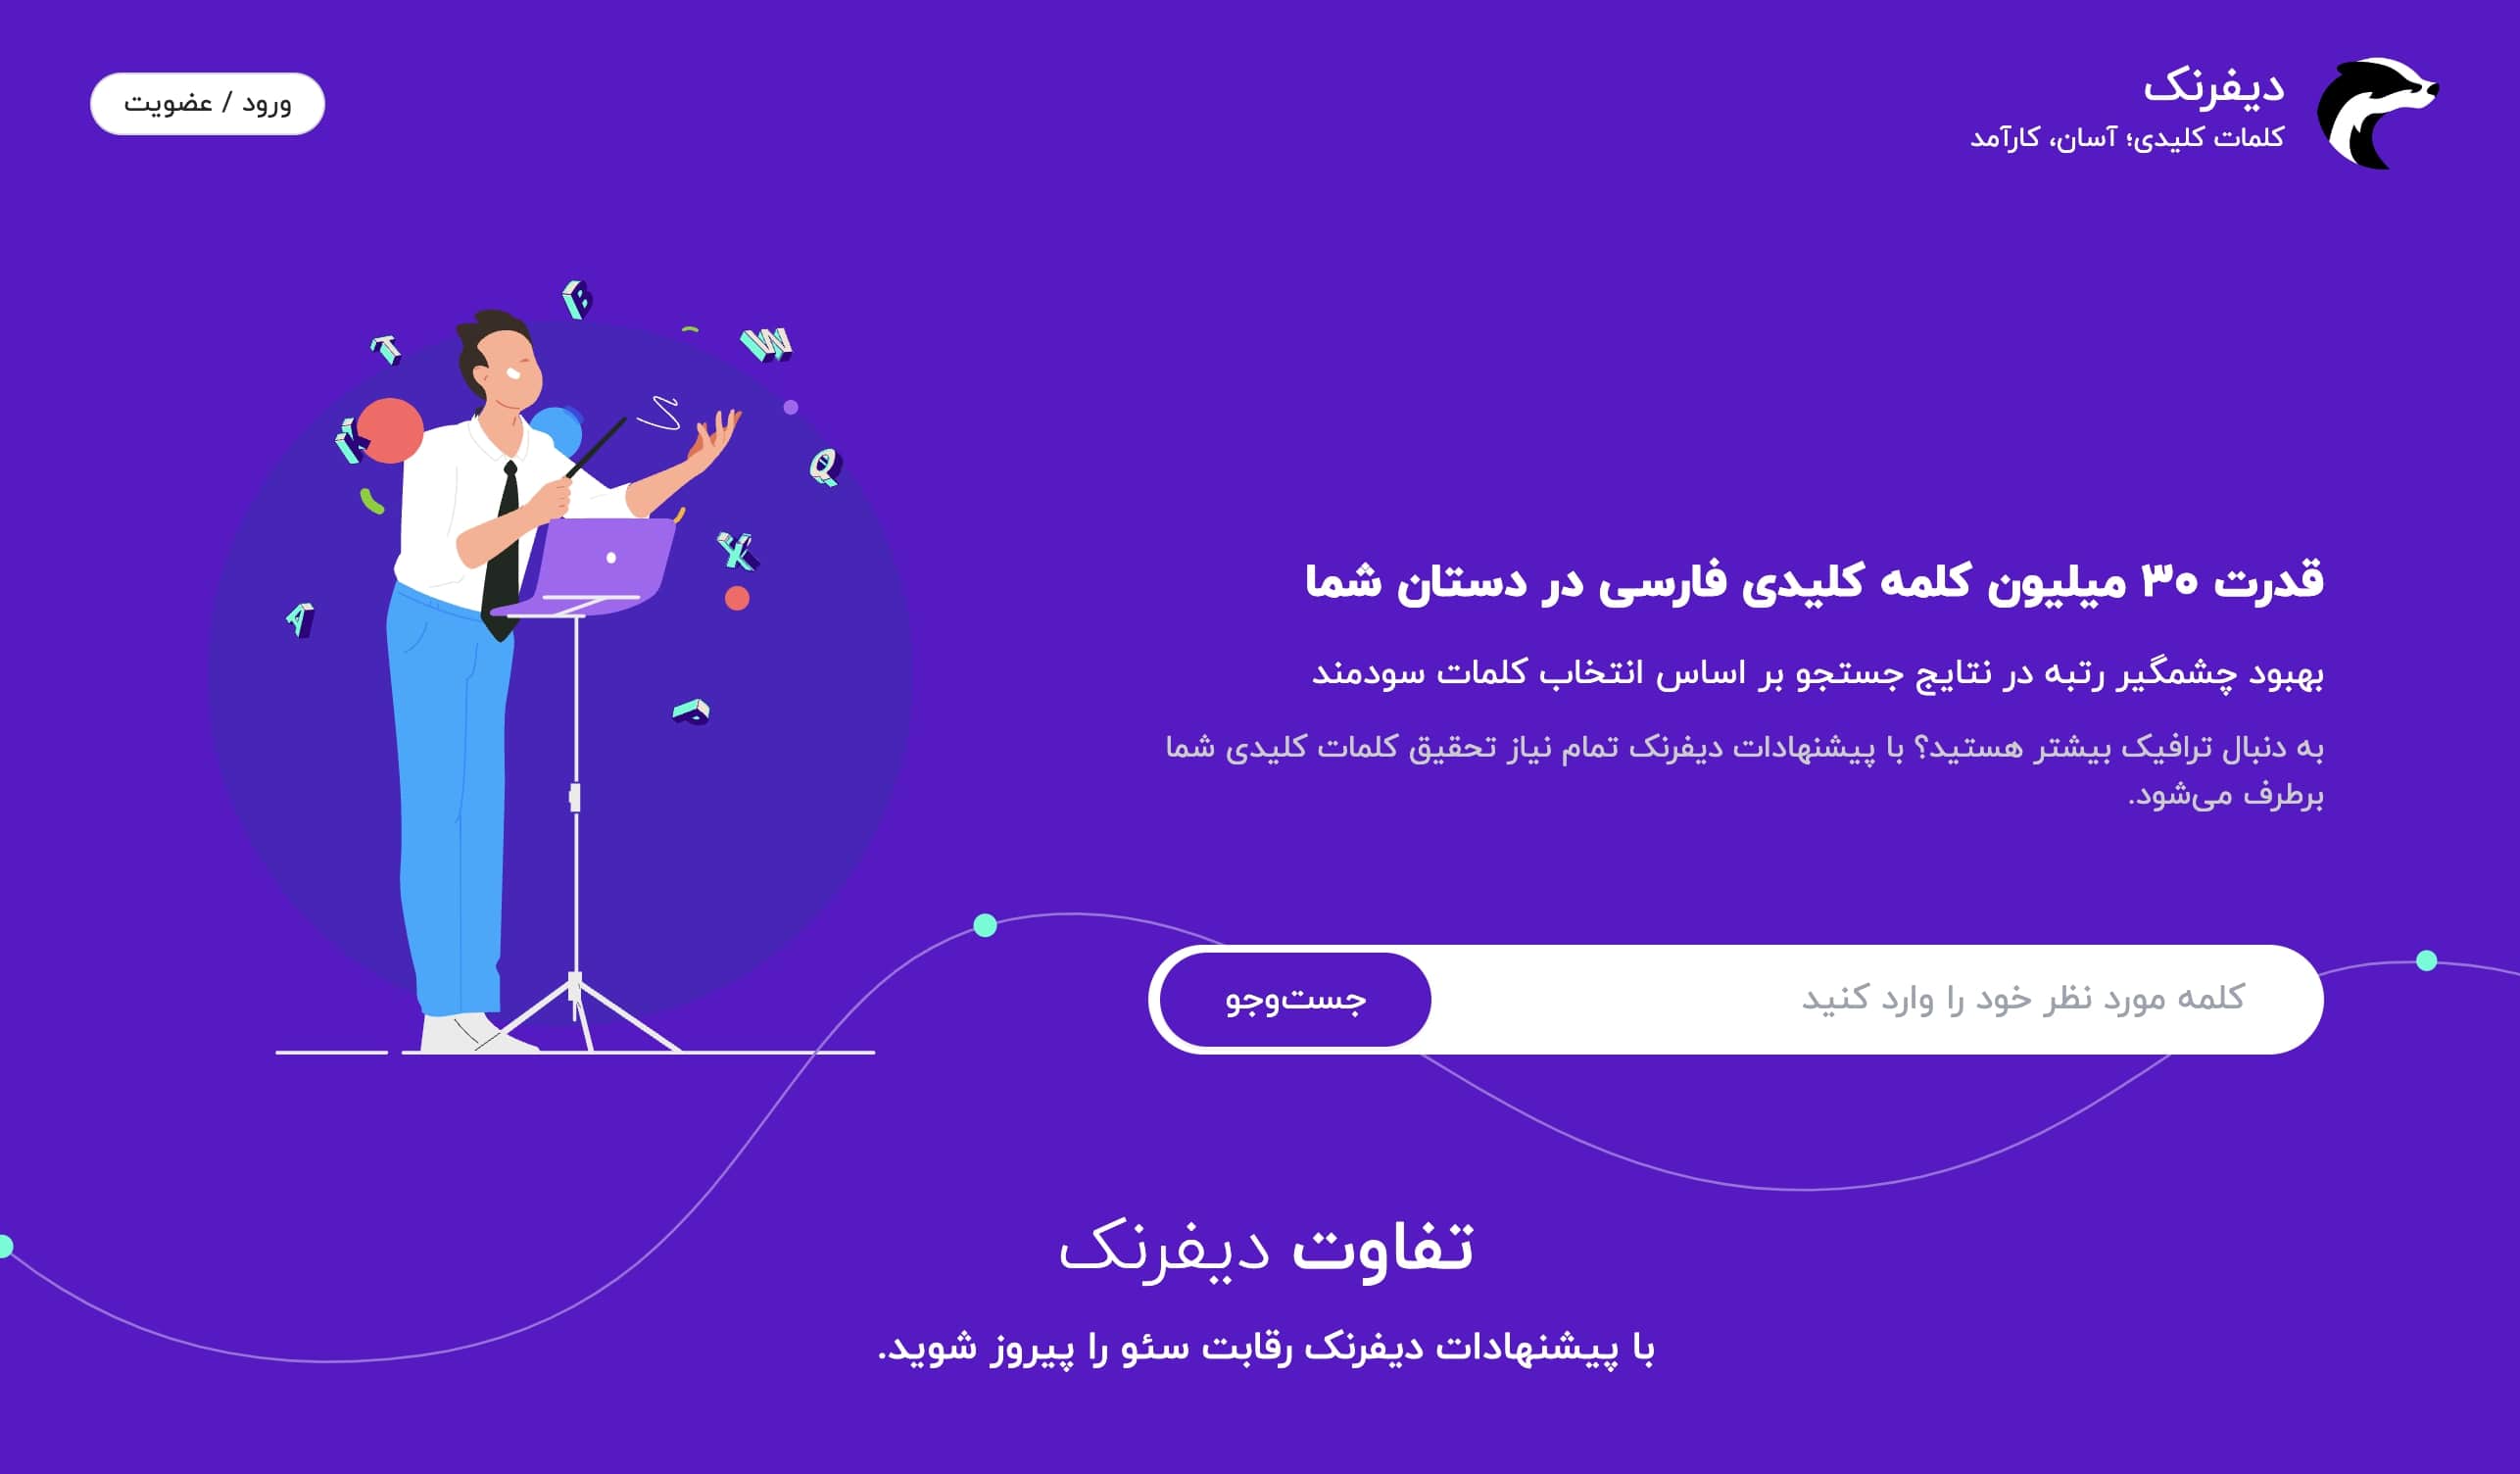 دیفرنک
کلمات کلیدی؛ آسان، کارآمد
ورود / عضویت
قدرت ۳۰ میلیون کلمه کلیدی فارسی در دستان شما
بهبود چشمگیر رتبه در نتایج جستجو بر اساس انتخاب کلمات سودمند
به دنبال ترافیک بیشتر هستید؟ با پیشنهادات دیفرنک تمام نیاز تحقیق کلمات کلیدی شما
برطرف می‌شود.
کلمه مورد نظر خود را وارد کنید
جست‌وجو
B
T
W
K
Q
X
A
P
تفاوت دیفرنک
با پیشنهادات دیفرنک رقابت سئو را پیروز شوید.